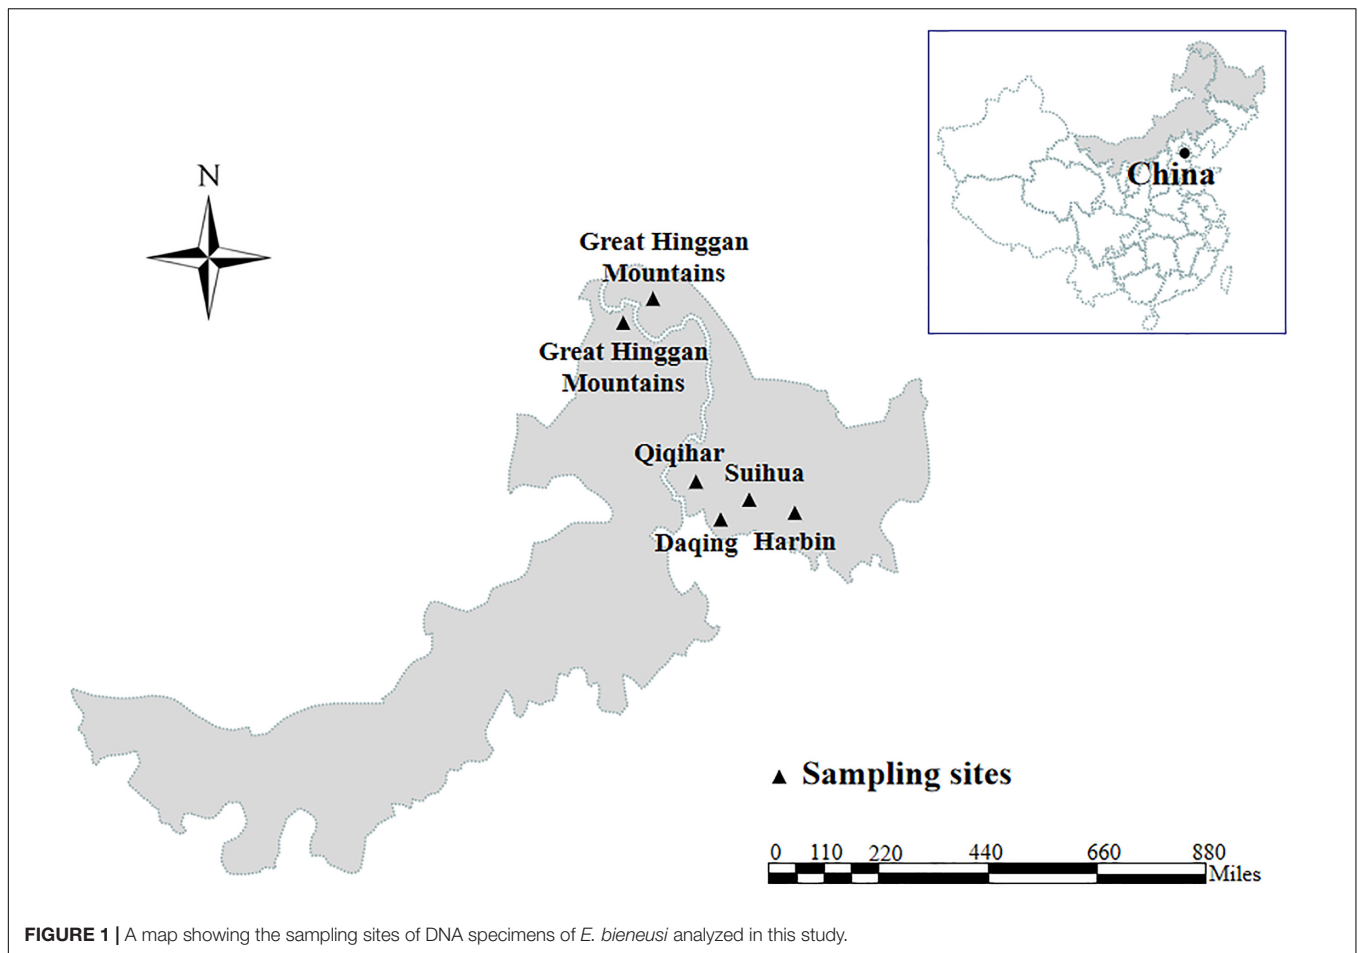 N
China
Great Hinggan
Mountains
Great Hinggan
Mountains
Qiqihar
Suihua
Daqing
Harbin
Sampling sites
0 110 220 440 660 880
Miles
FIGURE 1 | A map showing the sampling sites of DNA specimens of E. bieneusi analyzed in this study.